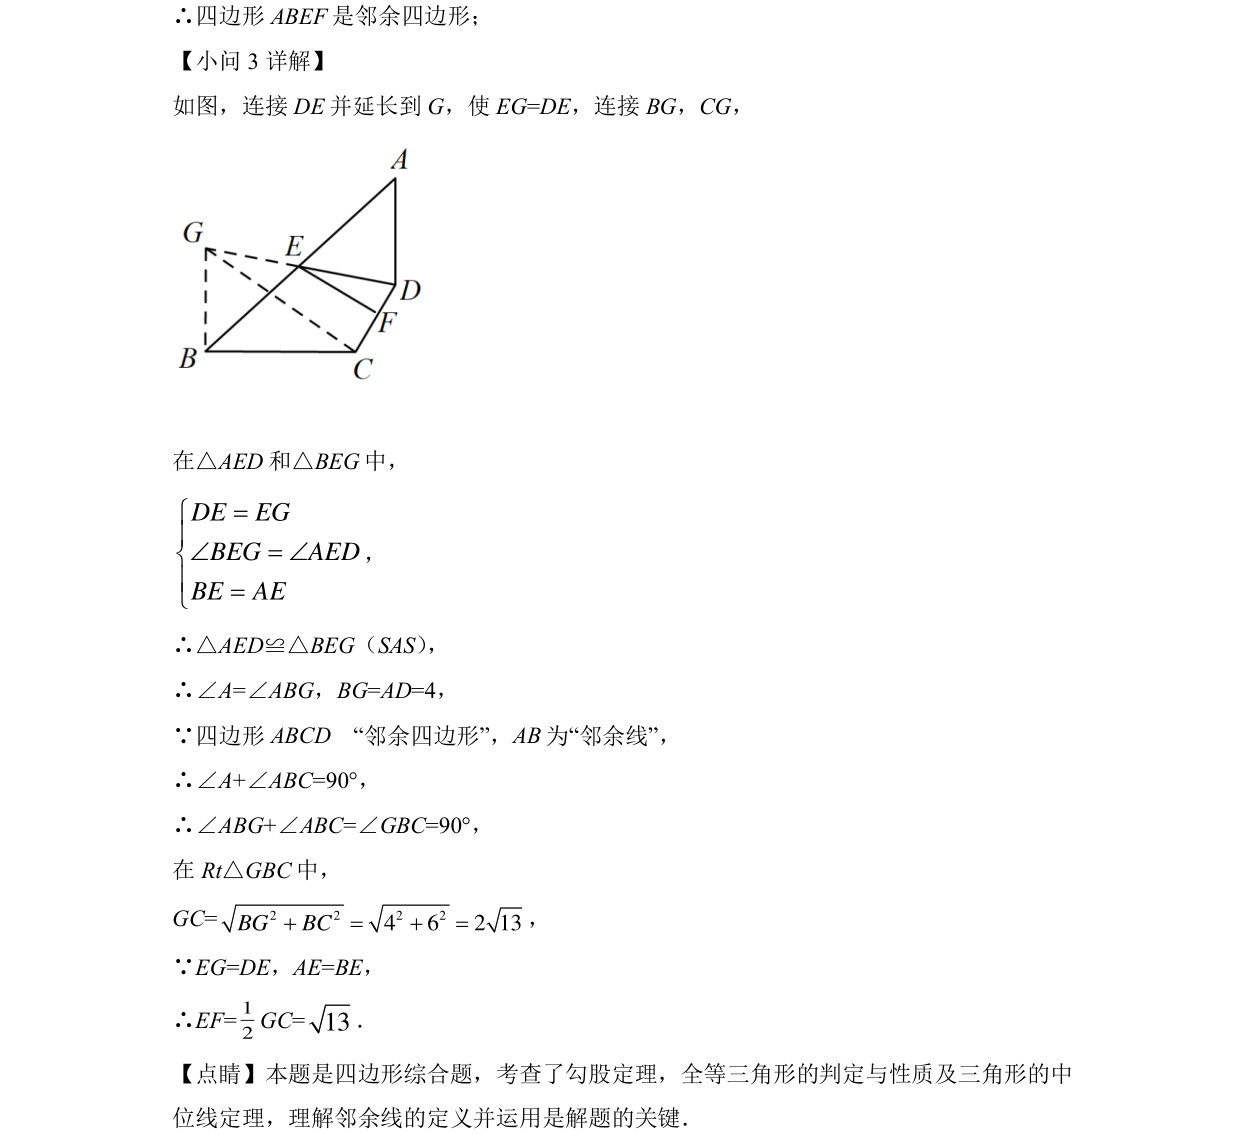 ∴四边形 ABEF 是邻余四边形；
【小问 3 详解】
如图，连接 DE 并延长到 G，使 EG=DE，连接 BG，CG，
A
G
E
D
F
B
C
在△AED 和△BEG 中，
{DE = EG
∠BEG = ∠AED，
BE = AE
∴△AED≌△BEG（SAS），
∴∠A=∠ABG，BG=AD=4，
∵四边形 ABCD “邻余四边形”，AB 为“邻余线”，
∴∠A+∠ABC=90°，
∴∠ABG+∠ABC=∠GBC=90°，
在 Rt△GBC 中，
GC=√(BG²+BC²) = √(4²+6²) = 2√13，
∵EG=DE，AE=BE，
∴EF=1/2 GC=√13．
【点睛】本题是四边形综合题，考查了勾股定理，全等三角形的判定与性质及三角形的中
位线定理，理解邻余线的定义并运用是解题的关键．